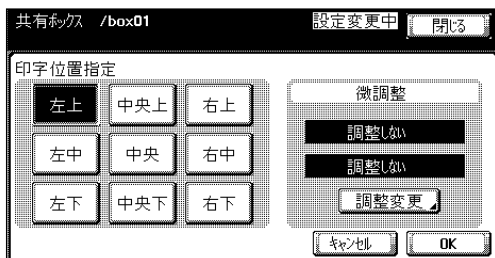 共有ﾎﾞｯｸｽ /box01 設定変更中 閉じる
印字位置指定
左上 中央上 右上
左中 中央 右中
左下 中央下 右下
微調整
調整しない
調整しない
調整変更
ｷｬﾝｾﾙ OK